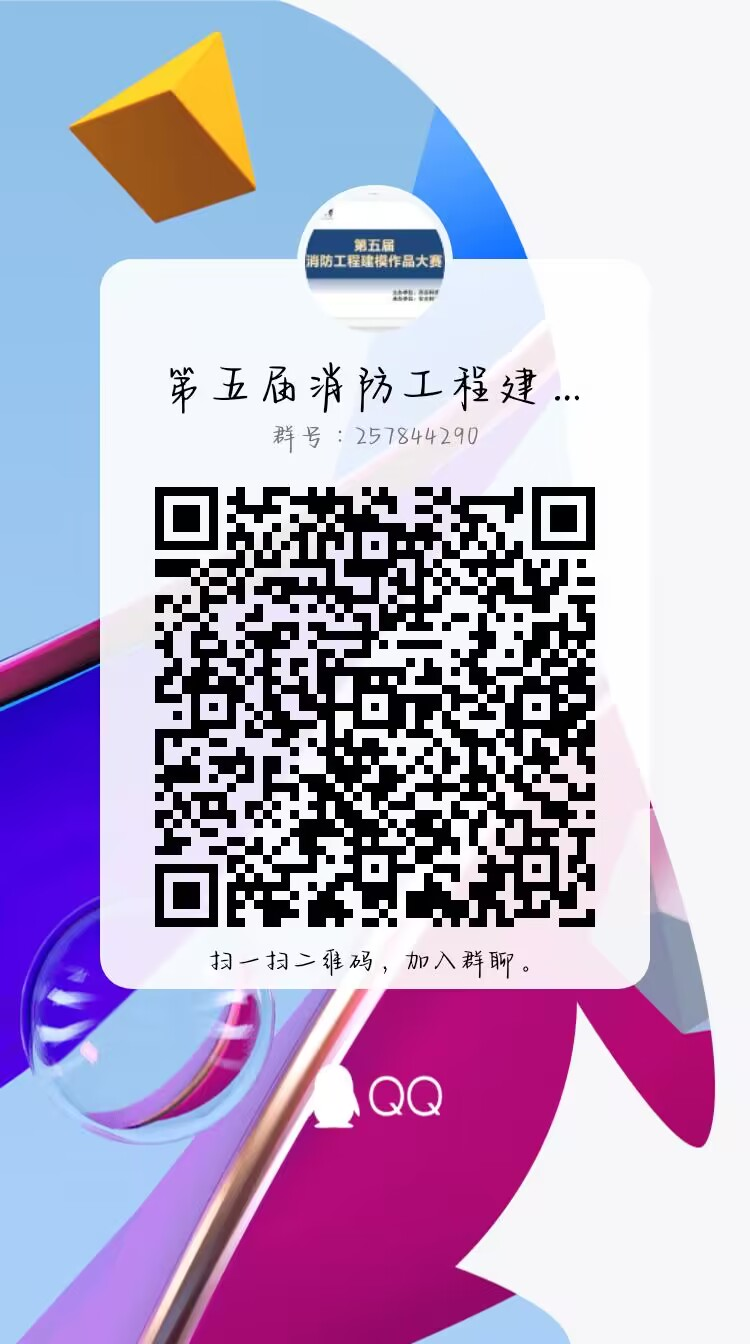 第五届
消防工程建模作品大赛
第五届消防工程建...
群号：257844290
扫一扫二维码，加入群聊。
QQ